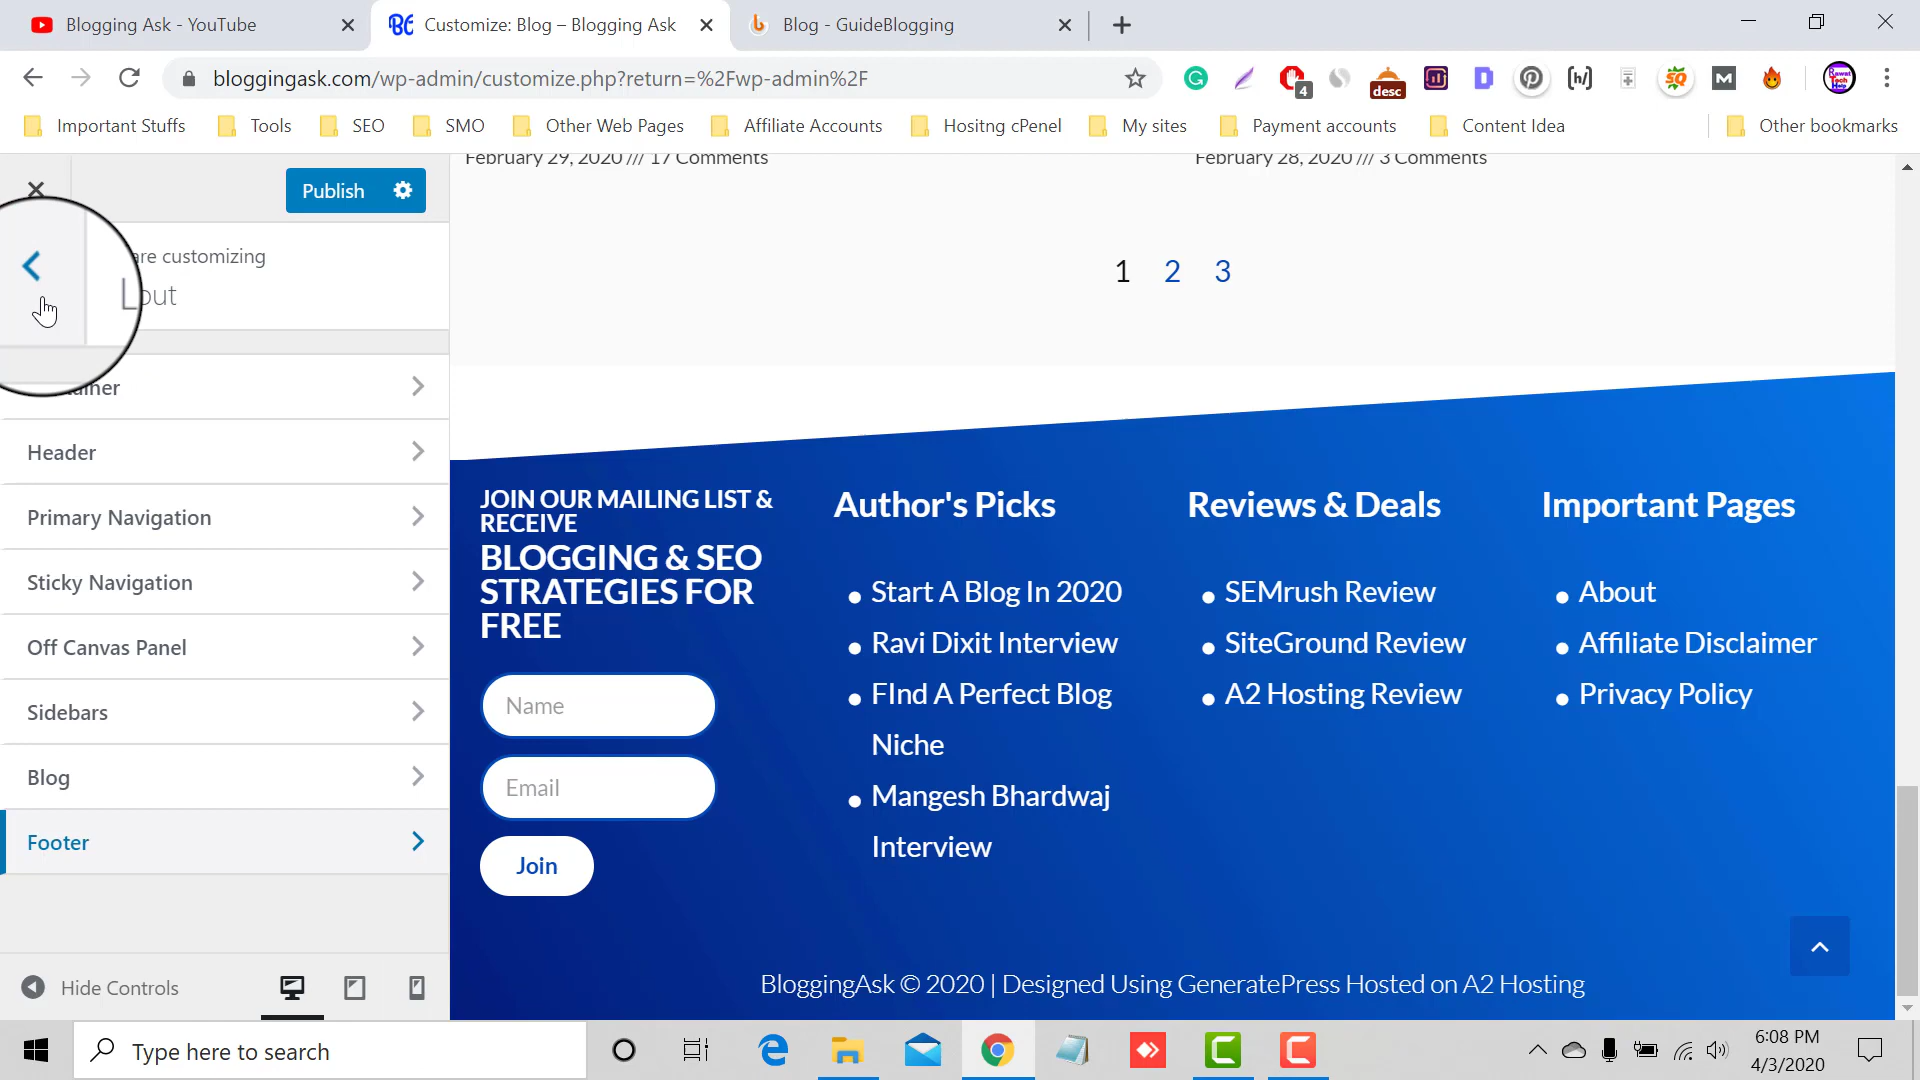 Blogging Ask - YouTube
Customize: Blog – Blogging Ask
Blog - GuideBlogging
bloggingask.com/wp-admin/customize.php?return=%2Fwp-admin%2F
4
desc
Important Stuffs
Tools
SEO
SMO
Other Web Pages
Affiliate Accounts
Hositng cPenel
My sites
Payment accounts
Content Idea
Other bookmarks
Publish
are customizing
out
Header
Primary Navigation
Sticky Navigation
Off Canvas Panel
Sidebars
Blog
Footer
Hide Controls
February 29, 2020 /// 17 Comments
February 28, 2020 /// 3 Comments
1 2 3
JOIN OUR MAILING LIST &
RECEIVE
BLOGGING & SEO
STRATEGIES FOR
FREE
Name
Email
Join
Author's Picks
Start A Blog In 2020
Ravi Dixit Interview
FInd A Perfect Blog
Niche
Mangesh Bhardwaj
Interview
Reviews & Deals
SEMrush Review
SiteGround Review
A2 Hosting Review
Important Pages
About
Affiliate Disclaimer
Privacy Policy
BloggingAsk © 2020 | Designed Using GeneratePress Hosted on A2 Hosting
Type here to search
6:08 PM
4/3/2020